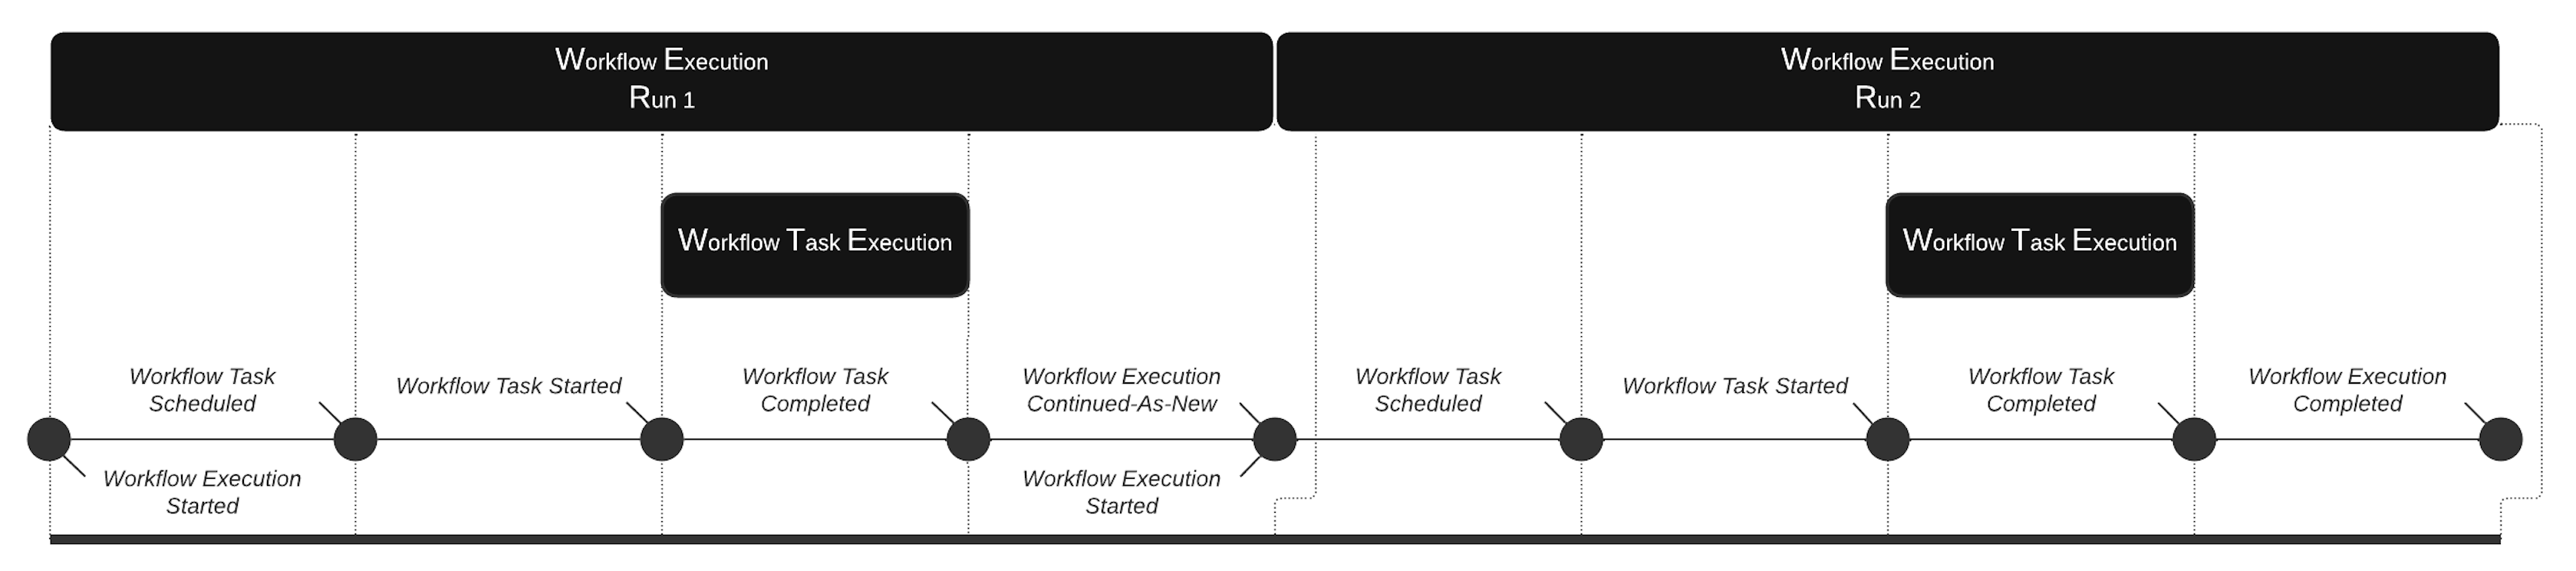 Workflow Execution
Run 1
Workflow Execution
Run 2
Workflow Task Execution
Workflow Task Execution
Workflow Task
Scheduled
Workflow Task Started
Workflow Task
Completed
Workflow Execution
Continued-As-New
Workflow Task
Scheduled
Workflow Task Started
Workflow Task
Completed
Workflow Execution
Completed
Workflow Execution
Started
Workflow Execution
Started